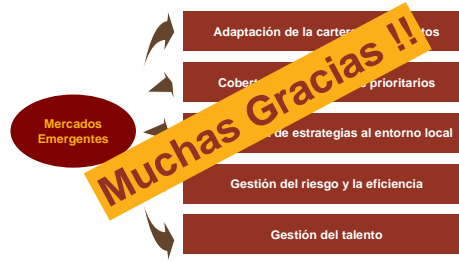 Adaptación de la cartera tos
Cobert prioritarios
Mercados
Emergentes
de estrategias al entorno local
Gestión del riesgo y la eficiencia
Gestión del talento
Muchas Gracias !!